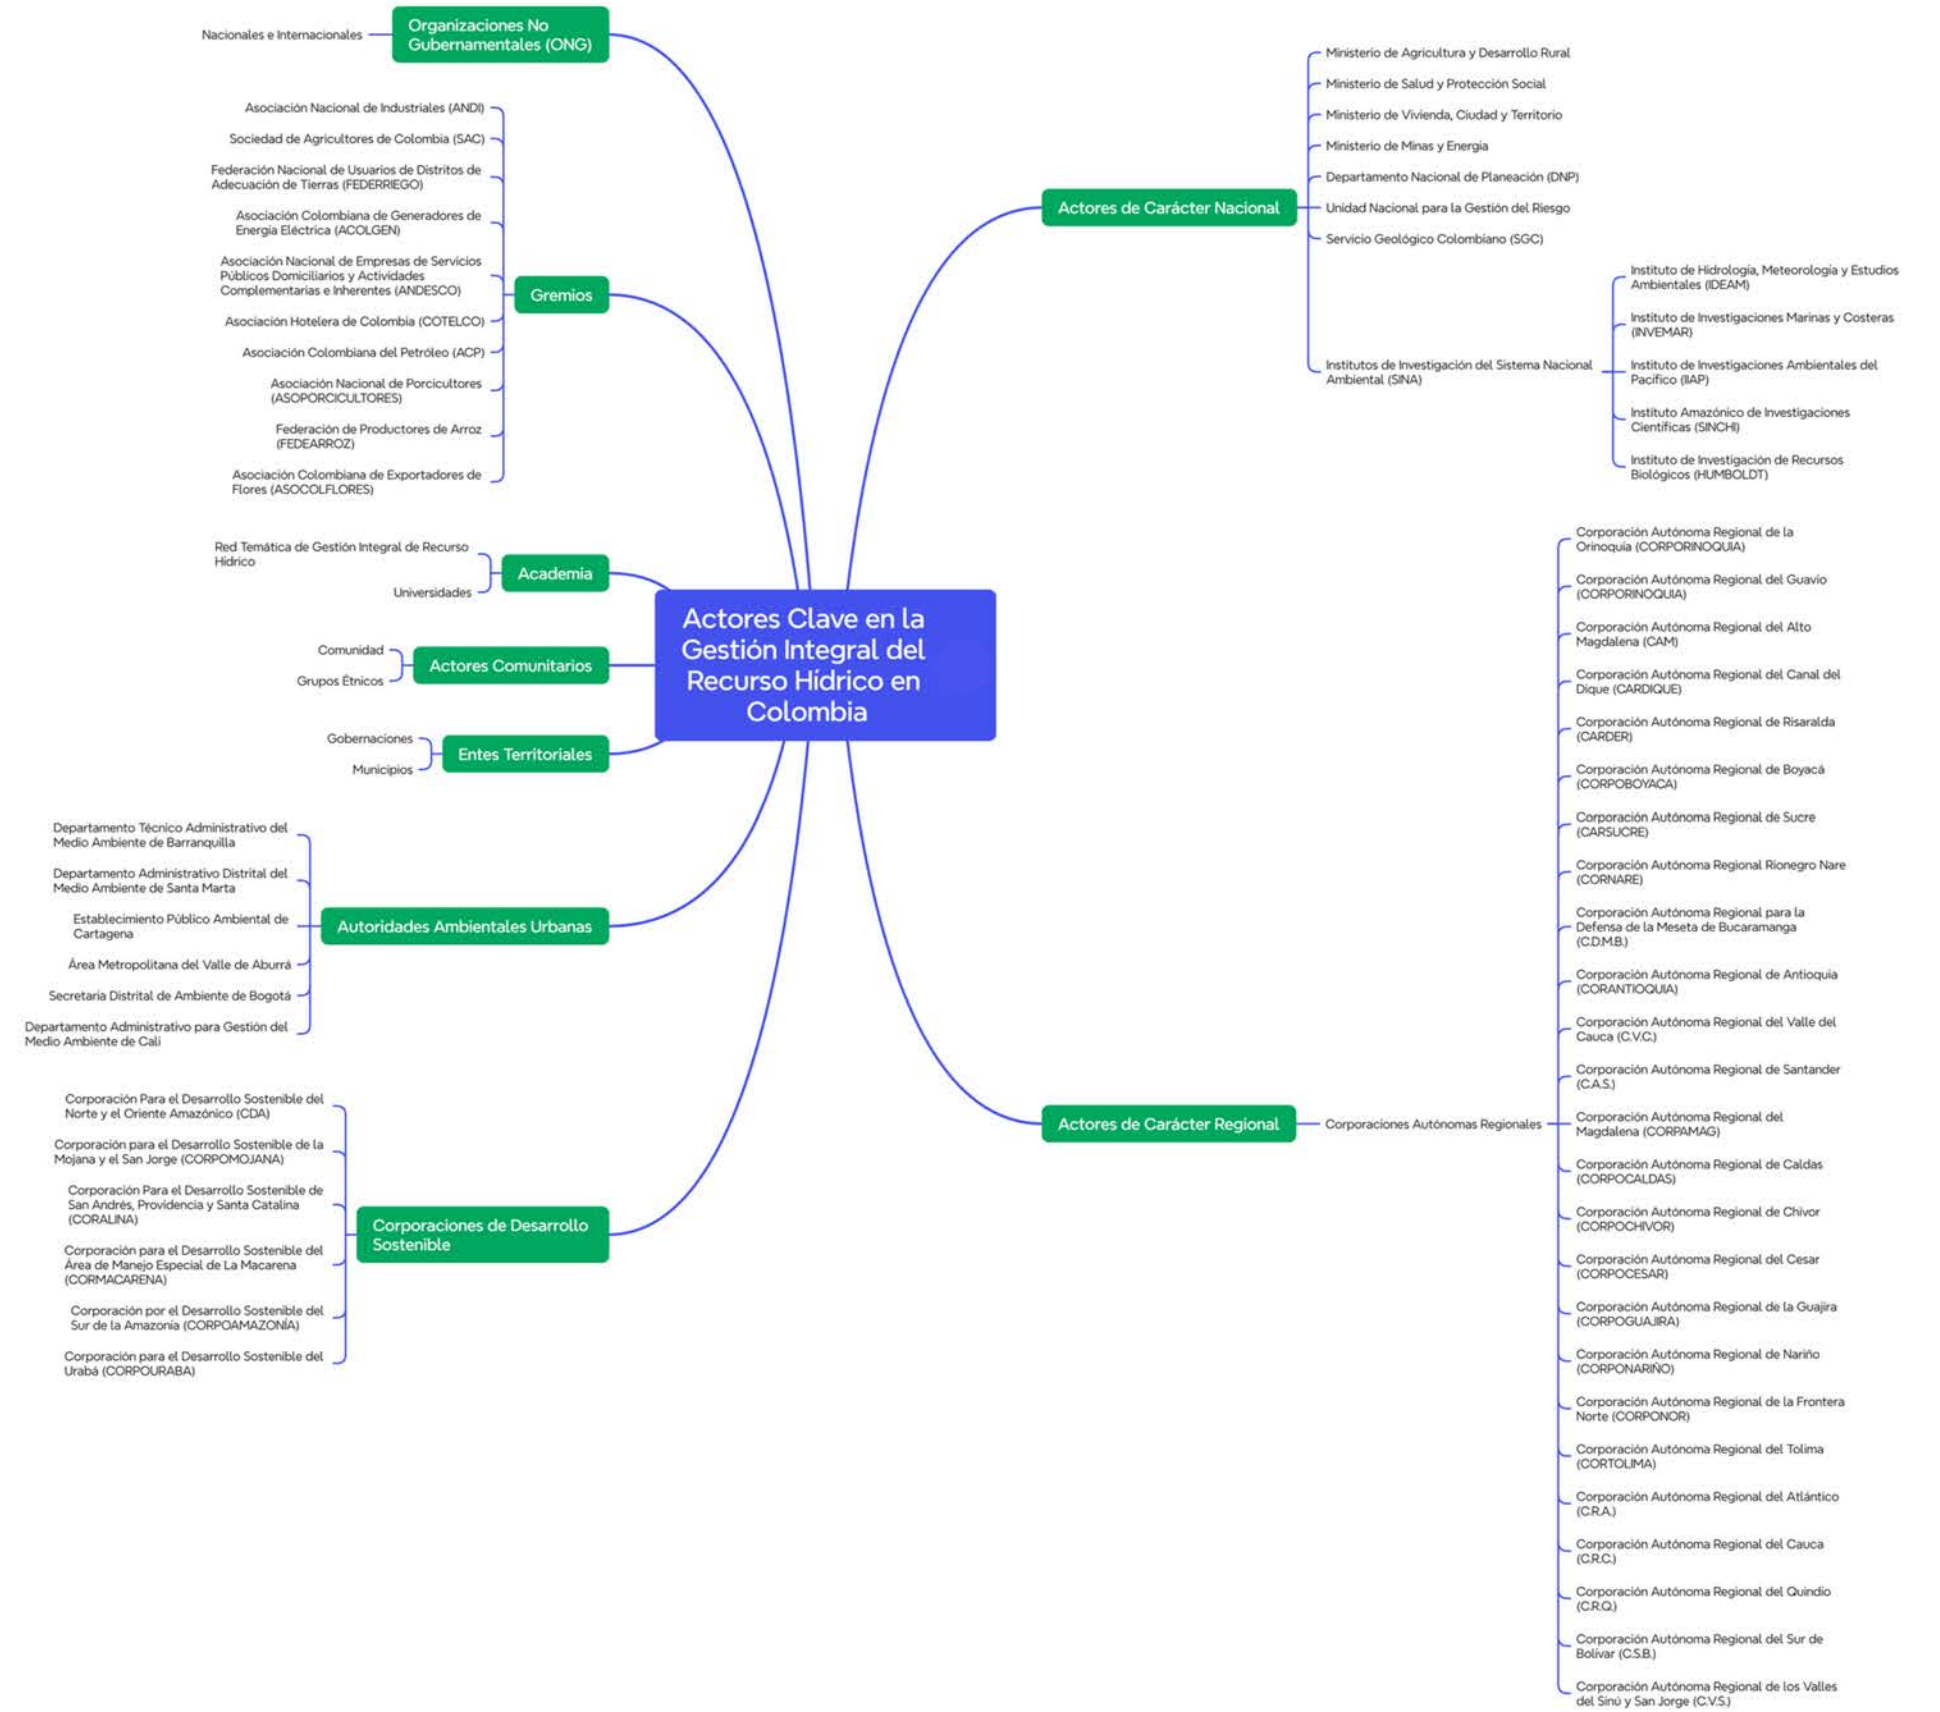 Actores Clave en la
Gestión Integral del
Recurso Hídrico en
Colombia
Organizaciones No
Gubernamentales (ONG)
Nacionales e Internacionales
Gremios
Asociación Nacional de Industriales (ANDI)
Sociedad de Agricultores de Colombia (SAC)
Federación Nacional de Usuarios de Distritos de
Adecuación de Tierras (FEDERRIEGO)
Asociación Colombiana de Generadores de
Energía Eléctrica (ACOLGEN)
Asociación Nacional de Empresas de Servicios
Públicos Domiciliarios y Actividades
Complementarias e Inherentes (ANDESCO)
Asociación Hotelera de Colombia (COTELCO)
Asociación Colombiana del Petróleo (ACP)
Asociación Nacional de Porcicultores
(ASOPORCICULTORES)
Federación de Productores de Arroz
(FEDEARROZ)
Asociación Colombiana de Exportadores de
Flores (ASOCOLFLORES)
Academia
Red Temática de Gestión Integral de Recurso
Hídrico
Universidades
Actores Comunitarios
Comunidad
Grupos Étnicos
Entes Territoriales
Gobernaciones
Municipios
Autoridades Ambientales Urbanas
Departamento Técnico Administrativo del
Medio Ambiente de Barranquilla
Departamento Administrativo Distrital del
Medio Ambiente de Santa Marta
Establecimiento Público Ambiental de
Cartagena
Área Metropolitana del Valle de Aburrá
Secretaría Distrital de Ambiente de Bogotá
Departamento Administrativo para Gestión del
Medio Ambiente de Cali
Corporaciones de Desarrollo
Sostenible
Corporación Para el Desarrollo Sostenible del
Norte y el Oriente Amazónico (CDA)
Corporación para el Desarrollo Sostenible de la
Mojana y el San Jorge (CORPOMOJANA)
Corporación Para el Desarrollo Sostenible de
San Andrés, Providencia y Santa Catalina
(CORALINA)
Corporación para el Desarrollo Sostenible del
Área de Manejo Especial de La Macarena
(CORMACARENA)
Corporación por el Desarrollo Sostenible del
Sur de la Amazonía (CORPOAMAZONÍA)
Corporación para el Desarrollo Sostenible del
Urabá (CORPOURABA)
Actores de Carácter Nacional
Ministerio de Agricultura y Desarrollo Rural
Ministerio de Salud y Protección Social
Ministerio de Vivienda, Ciudad y Territorio
Ministerio de Minas y Energía
Departamento Nacional de Planeación (DNP)
Unidad Nacional para la Gestión del Riesgo
Servicio Geológico Colombiano (SGC)
Institutos de Investigación del Sistema Nacional
Ambiental (SINA)
Instituto de Hidrología, Meteorología y Estudios
Ambientales (IDEAM)
Instituto de Investigaciones Marinas y Costeras
(INVEMAR)
Instituto de Investigaciones Ambientales del
Pacífico (IIAP)
Instituto Amazónico de Investigaciones
Científicas (SINCHI)
Instituto de Investigación de Recursos
Biológicos (HUMBOLDT)
Actores de Carácter Regional
Corporaciones Autónomas Regionales
Corporación Autónoma Regional de la
Orinoquía (CORPORINOQUIA)
Corporación Autónoma Regional del Guavio
(CORPORINOQUIA)
Corporación Autónoma Regional del Alto
Magdalena (CAM)
Corporación Autónoma Regional del Canal del
Dique (CARDIQUE)
Corporación Autónoma Regional de Risaralda
(CARDER)
Corporación Autónoma Regional de Boyacá
(CORPOBOYACA)
Corporación Autónoma Regional de Sucre
(CARSUCRE)
Corporación Autónoma Regional Rionegro Nare
(CORNARE)
Corporación Autónoma Regional para la
Defensa de la Meseta de Bucaramanga
(C.D.M.B.)
Corporación Autónoma Regional de Antioquia
(CORANTIOQUIA)
Corporación Autónoma Regional del Valle del
Cauca (C.V.C.)
Corporación Autónoma Regional de Santander
(C.A.S.)
Corporación Autónoma Regional del
Magdalena (CORPAMAG)
Corporación Autónoma Regional de Caldas
(CORPOCALDAS)
Corporación Autónoma Regional de Chivor
(CORPOCHIVOR)
Corporación Autónoma Regional del Cesar
(CORPOCESAR)
Corporación Autónoma Regional de la Guajira
(CORPOGUAJIRA)
Corporación Autónoma Regional de Nariño
(CORPONARIÑO)
Corporación Autónoma Regional de la Frontera
Norte (CORPONOR)
Corporación Autónoma Regional del Tolima
(CORTOLIMA)
Corporación Autónoma Regional del Atlántico
(C.R.A.)
Corporación Autónoma Regional del Cauca
(C.R.C.)
Corporación Autónoma Regional del Quindío
(C.R.Q.)
Corporación Autónoma Regional del Sur de
Bolívar (C.S.B.)
Corporación Autónoma Regional de los Valles
del Sinú y San Jorge (C.V.S.)